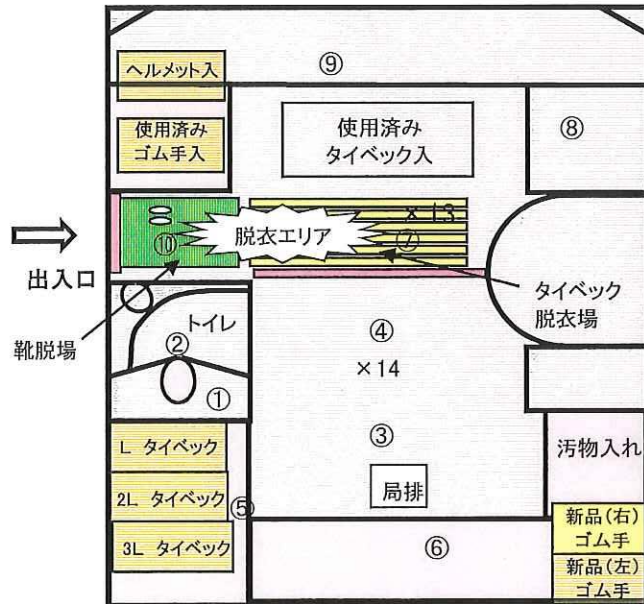 ⑨
ヘルメット入
使用済み
ゴム手入
使用済み
タイベック入
⑧
×13
脱衣エリア
⑩
⑦
出入口
靴脱場
タイベック
脱衣場
トイレ
②
①
④
×14
③
局排
L タイベック
2L タイベック
3L タイベック
⑤
⑥
汚物入れ
新品(右)
ゴム手
新品(左)
ゴム手